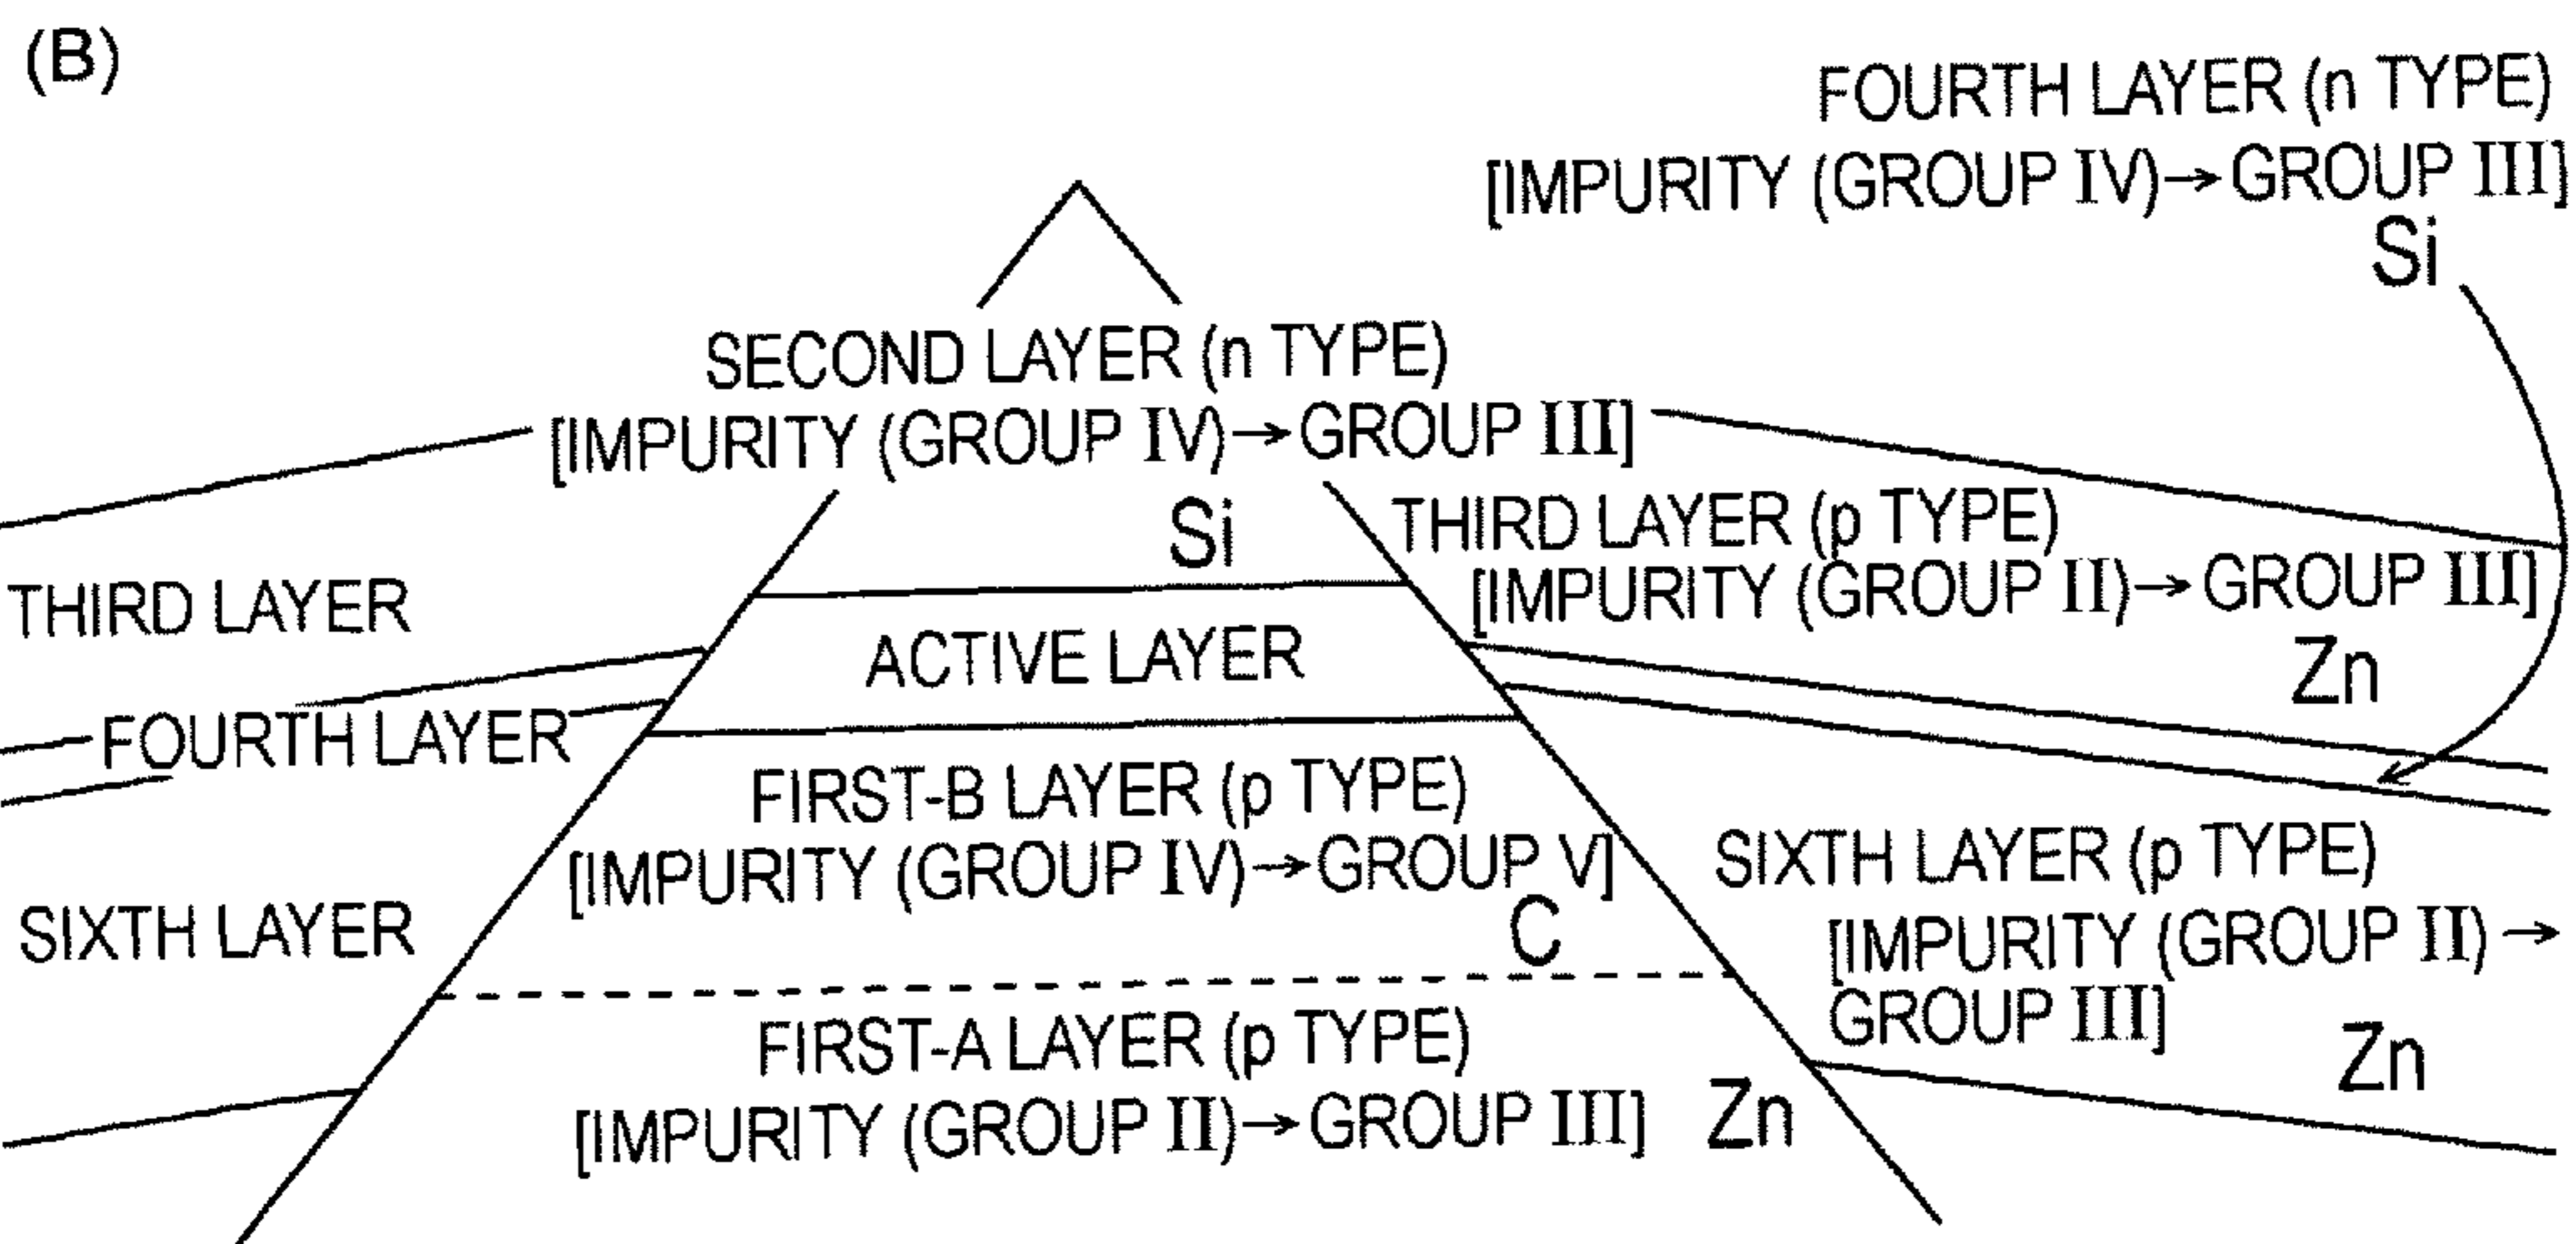 (B)
FOURTH LAYER (n TYPE)
[IMPURITY (GROUP IV)→GROUP III]
Si
SECOND LAYER (n TYPE)
[IMPURITY (GROUP IV)→GROUP III]
Si
THIRD LAYER (p TYPE)
[IMPURITY (GROUP II)→GROUP III]
Zn
THIRD LAYER
ACTIVE LAYER
FOURTH LAYER
FIRST-B LAYER (p TYPE)
[IMPURITY (GROUP IV)→GROUP V]
C
SIXTH LAYER (p TYPE)
[IMPURITY (GROUP II)→
GROUP III]
Zn
SIXTH LAYER
FIRST-A LAYER (p TYPE)
[IMPURITY (GROUP II)→GROUP III]
Zn